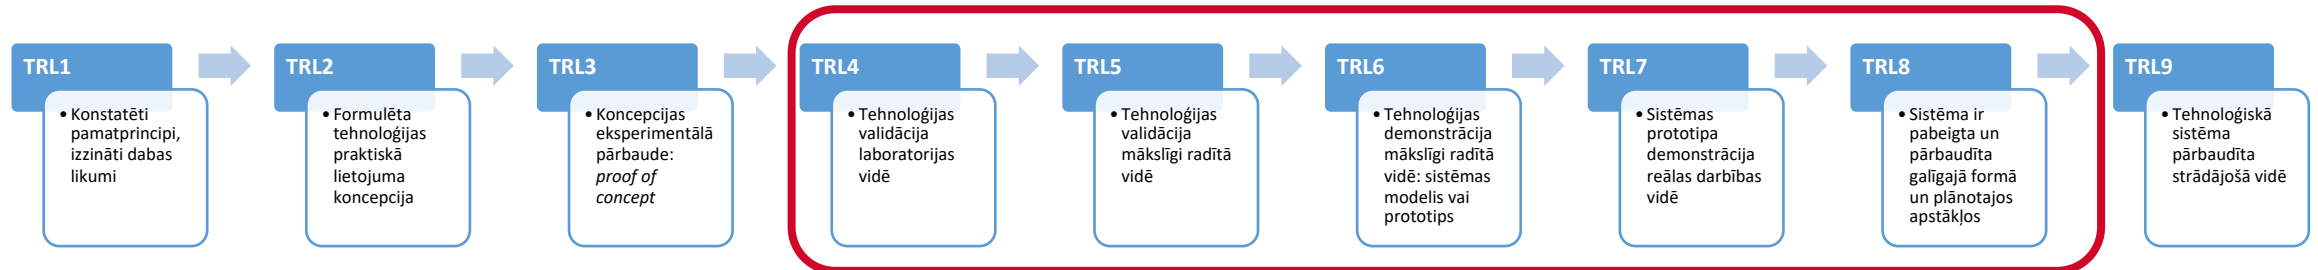 TRL1
• Konstatēti
pamatprincipi,
izzināti dabas
likumi
TRL2
• Formulēta
tehnoloģijas
praktiskā
lietojuma
koncepcija
TRL3
• Koncepcijas
eksperimentālā
pārbaude:
proof of
concept
TRL4
• Tehnoloģijas
validācija
laboratorijas
vidē
TRL5
• Tehnoloģijas
validācija
mākslīgi radītā
vidē
TRL6
• Tehnoloģijas
demonstrācija
mākslīgi radītā
vidē: sistēmas
modelis vai
prototips
TRL7
• Sistēmas
prototipa
demonstrācija
reālas darbības
vidē
TRL8
• Sistēma ir
pabeigta un
pārbaudīta
galīgajā formā
un plānotajos
apstākļos
TRL9
• Tehnoloģiskā
sistēma
pārbaudīta
strādājošā vidē